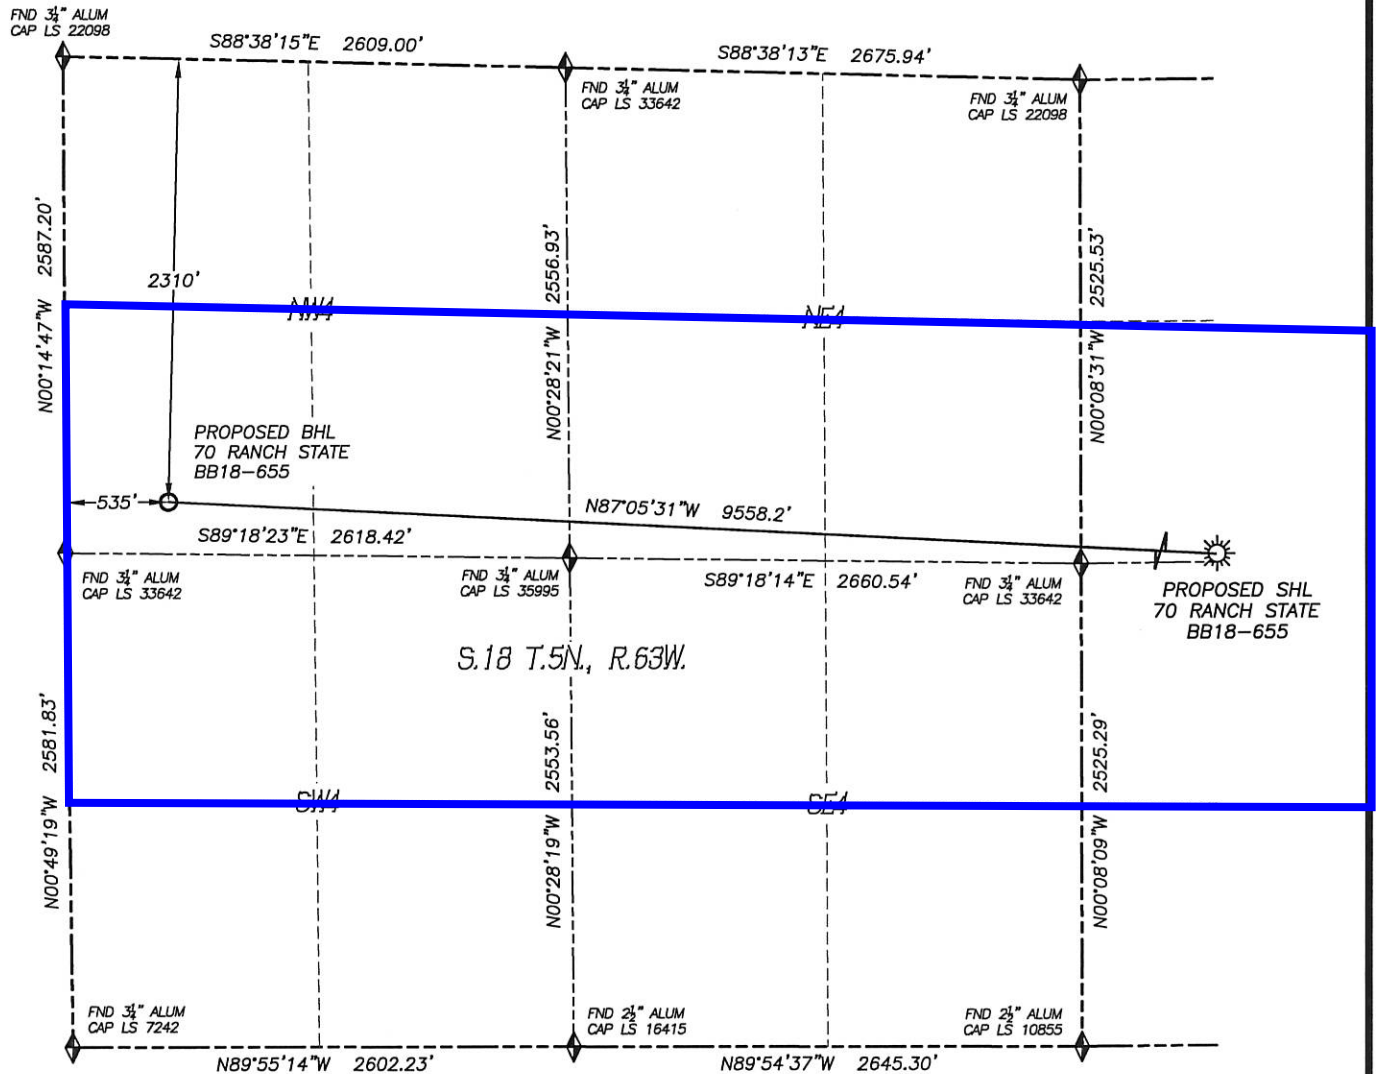 FND 3¼" ALUM
CAP LS 22098
S88°38'15"E 2609.00'
S88°38'13"E 2675.94'
FND 3¼" ALUM
CAP LS 33642
FND 3¼" ALUM
CAP LS 22098
N00°14'47"W 2587.20'
2310'
N00°28'21"W 2556.93'
N00°08'31"W 2525.53'
NW4
NE4
PROPOSED BHL
70 RANCH STATE
BB18-655
535'
N87°05'31"W 9558.2'
S89°18'23"E 2618.42'
FND 3¼" ALUM
CAP LS 33642
FND 3¼" ALUM
CAP LS 35995
S89°18'14"E 2660.54'
FND 3¼" ALUM
CAP LS 33642
PROPOSED SHL
70 RANCH STATE
BB18-655
S.18 T.5N., R.63W.
N00°49'19"W 2581.83'
N00°28'19"W 2553.56'
N00°08'09"W 2525.29'
SW4
SE4
FND 3¼" ALUM
CAP LS 7242
FND 2½" ALUM
CAP LS 16415
FND 2½" ALUM
CAP LS 10855
N89°55'14"W 2602.23'
N89°54'37"W 2645.30'